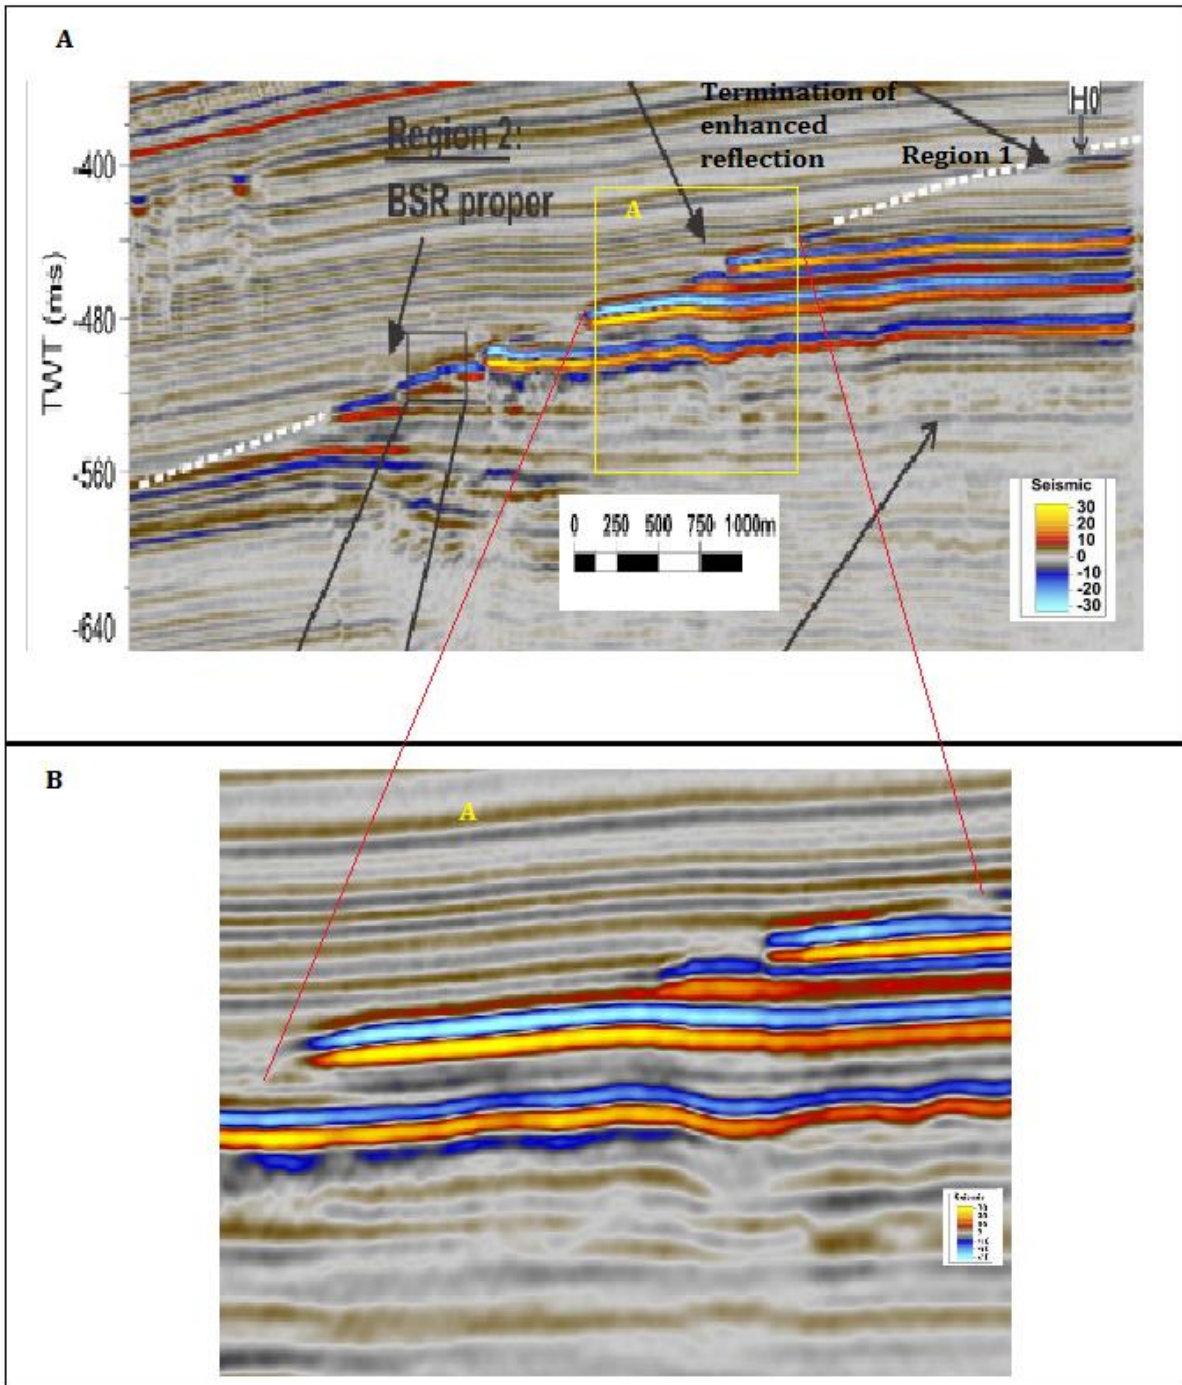 A
Termination of
enhanced
reflection
H0
Region 1
Region 2:
BSR proper
A
-400
-480
-560
-640
TWT (ms)
0 250 500 750 1000m
Seismic
30
20
10
0
-10
-20
-30
B
A
Seismic